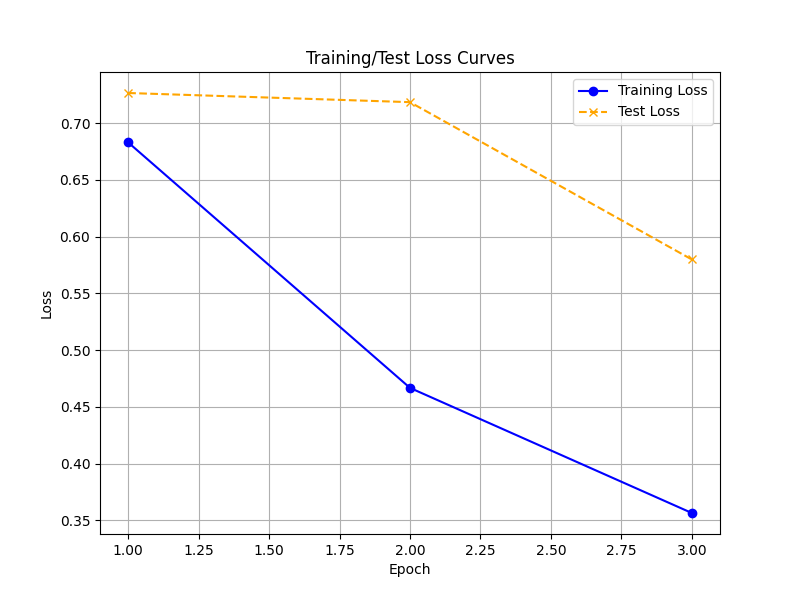 Training/Test Loss Curves
Training Loss
Test Loss
0.70
0.65
0.60
0.55
0.50
0.45
0.40
0.35
Loss
1.00 1.25 1.50 1.75 2.00 2.25 2.50 2.75 3.00
Epoch